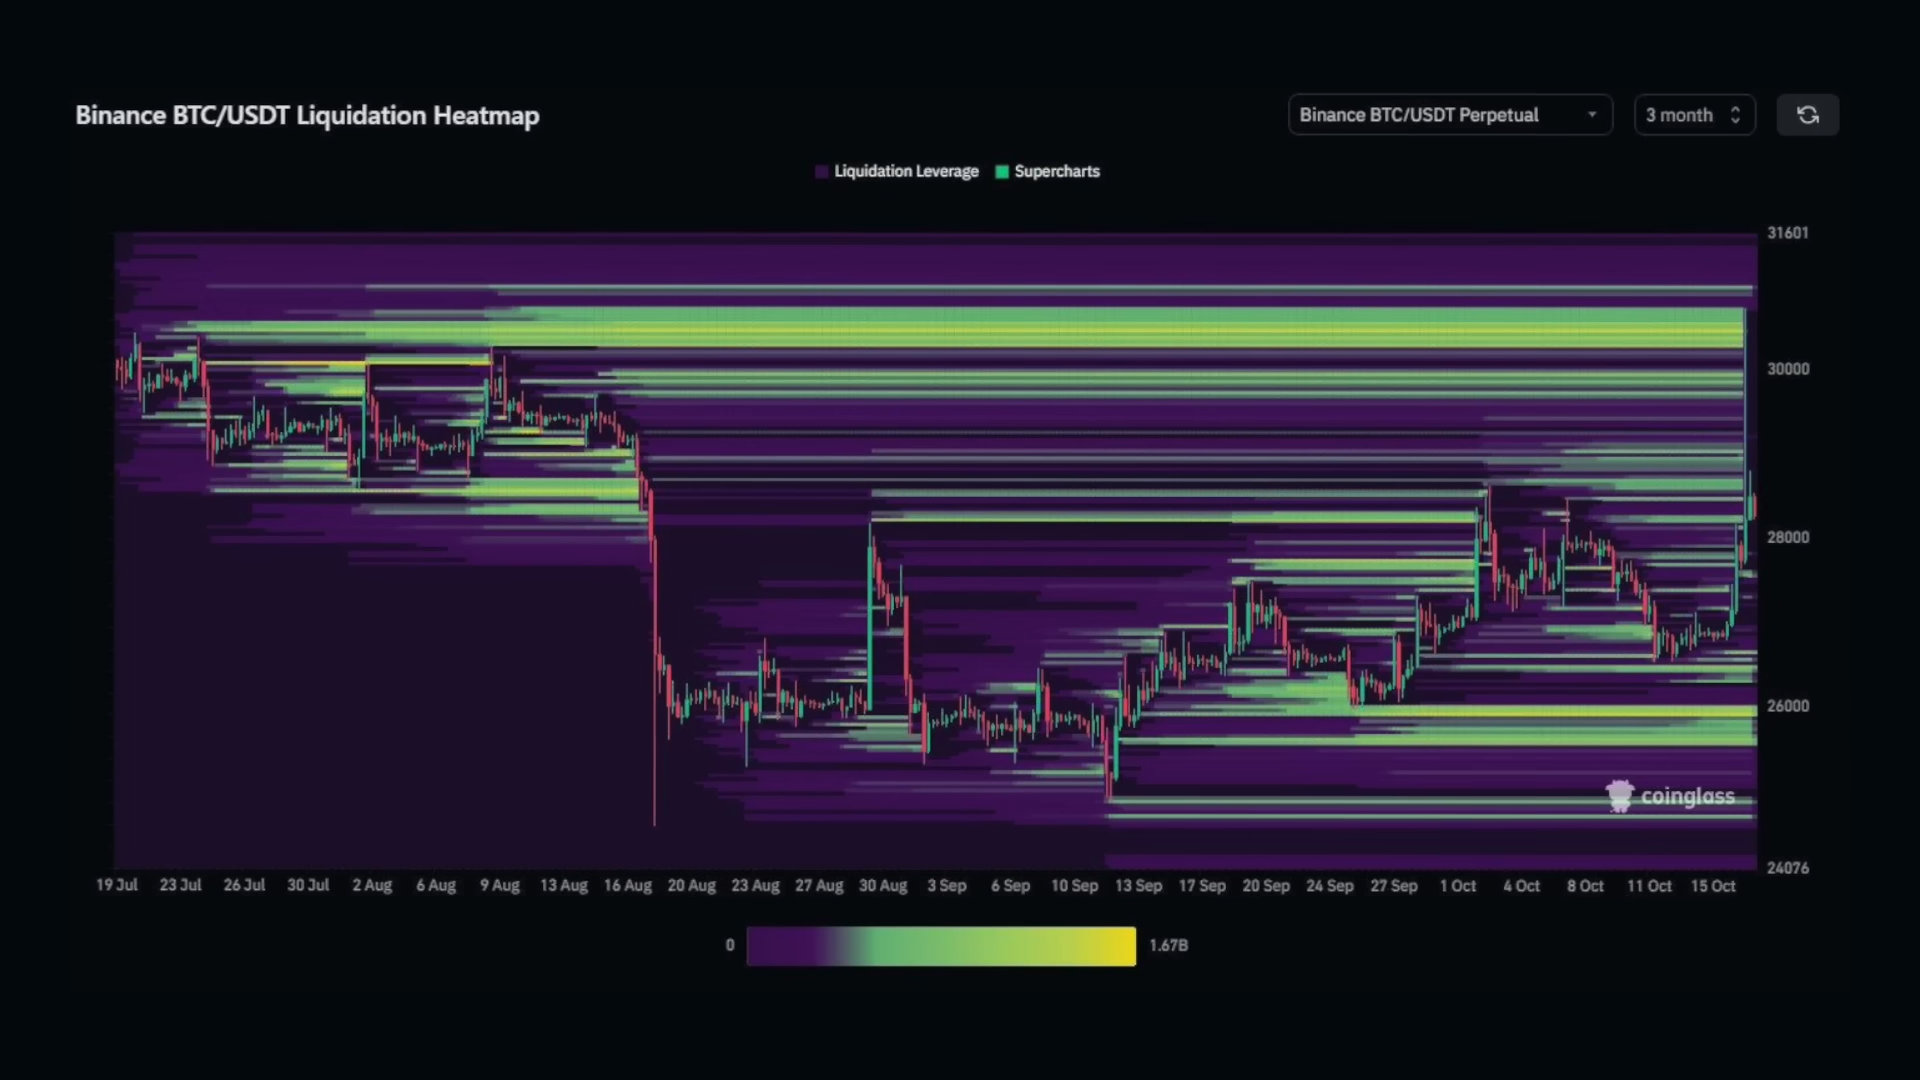 Binance BTC/USDT Liquidation Heatmap
Binance BTC/USDT Perpetual
3 month
Liquidation Leverage
Supercharts
31601
30000
28000
26000
24076
coinglass
19 Jul 23 Jul 26 Jul 30 Jul 2 Aug 6 Aug 9 Aug 13 Aug 16 Aug 20 Aug 23 Aug 27 Aug 30 Aug 3 Sep 6 Sep 10 Sep 13 Sep 17 Sep 20 Sep 24 Sep 27 Sep 1 Oct 4 Oct 8 Oct 11 Oct 15 Oct
0
1.67B